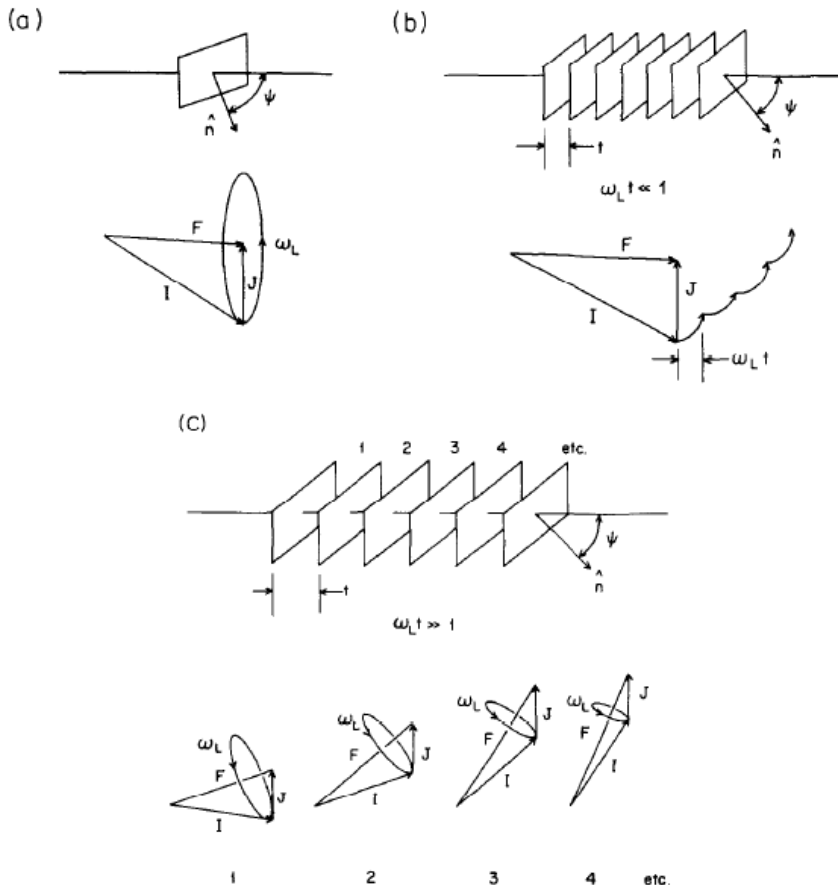 (a)
ψ
n̂
F
ω_L
J
I
(b)
ψ
n̂
t
ω_L t ≪ 1
F
J
I
ω_L t
(C)
1 2 3 4 etc.
ψ
n̂
t
ω_L t ≫ 1
ω_L F J I
ω_L F J I
ω_L F J I
ω_L F J I
1 2 3 4 etc.